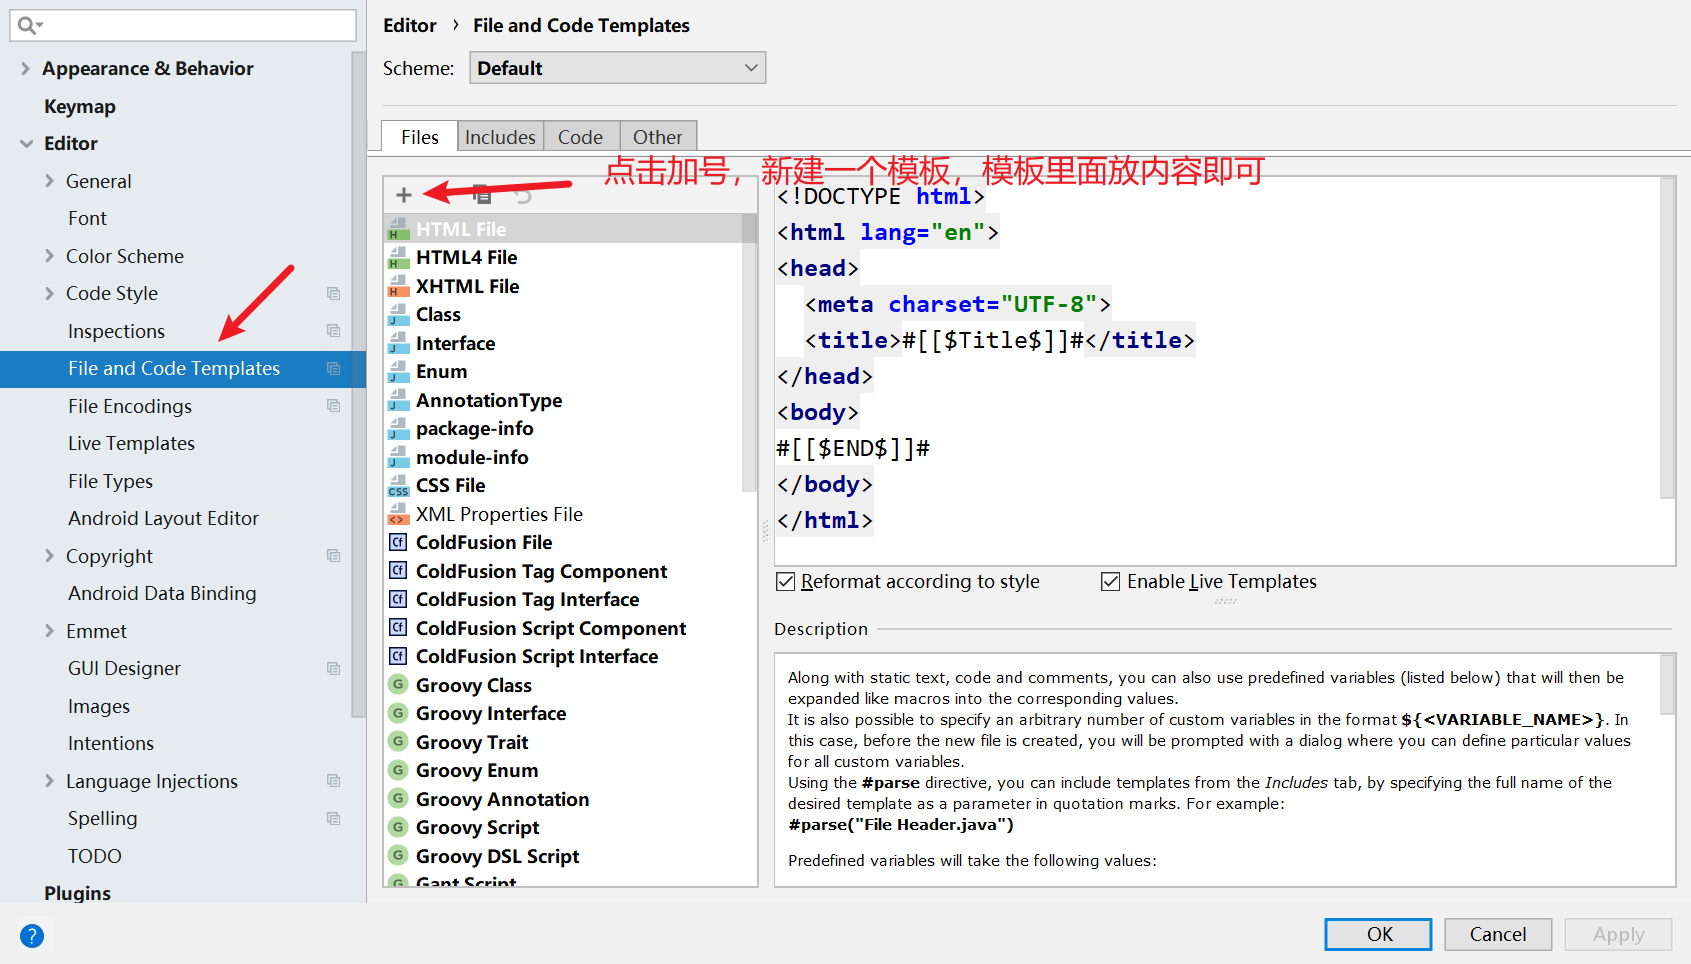 Appearance & Behavior
Keymap
Editor
General
Font
Color Scheme
Code Style
Inspections
File and Code Templates
File Encodings
Live Templates
File Types
Android Layout Editor
Copyright
Android Data Binding
Emmet
GUI Designer
Images
Intentions
Language Injections
Spelling
TODO
Plugins
?
Editor › File and Code Templates
Scheme: Default
Files Includes Code Other
点击加号，新建一个模板，模板里面放内容即可
HTML File
HTML4 File
XHTML File
Class
Interface
Enum
AnnotationType
package-info
module-info
CSS File
XML Properties File
ColdFusion File
ColdFusion Tag Component
ColdFusion Tag Interface
ColdFusion Script Component
ColdFusion Script Interface
Groovy Class
Groovy Interface
Groovy Trait
Groovy Enum
Groovy Annotation
Groovy Script
Groovy DSL Script
Gant Script
<!DOCTYPE html>
<html lang="en">
<head>
  <meta charset="UTF-8">
  <title>#[[$Title$]]#</title>
</head>
<body>
#[[$END$]]#
</body>
</html>
Reformat according to style Enable Live Templates
Description
Along with static text, code and comments, you can also use predefined variables (listed below) that will then be
expanded like macros into the corresponding values.
It is also possible to specify an arbitrary number of custom variables in the format ${<VARIABLE_NAME>}. In
this case, before the new file is created, you will be prompted with a dialog where you can define particular values
for all custom variables.
Using the #parse directive, you can include templates from the Includes tab, by specifying the full name of the
desired template as a parameter in quotation marks. For example:
#parse("File Header.java")
Predefined variables will take the following values:
OK Cancel Apply